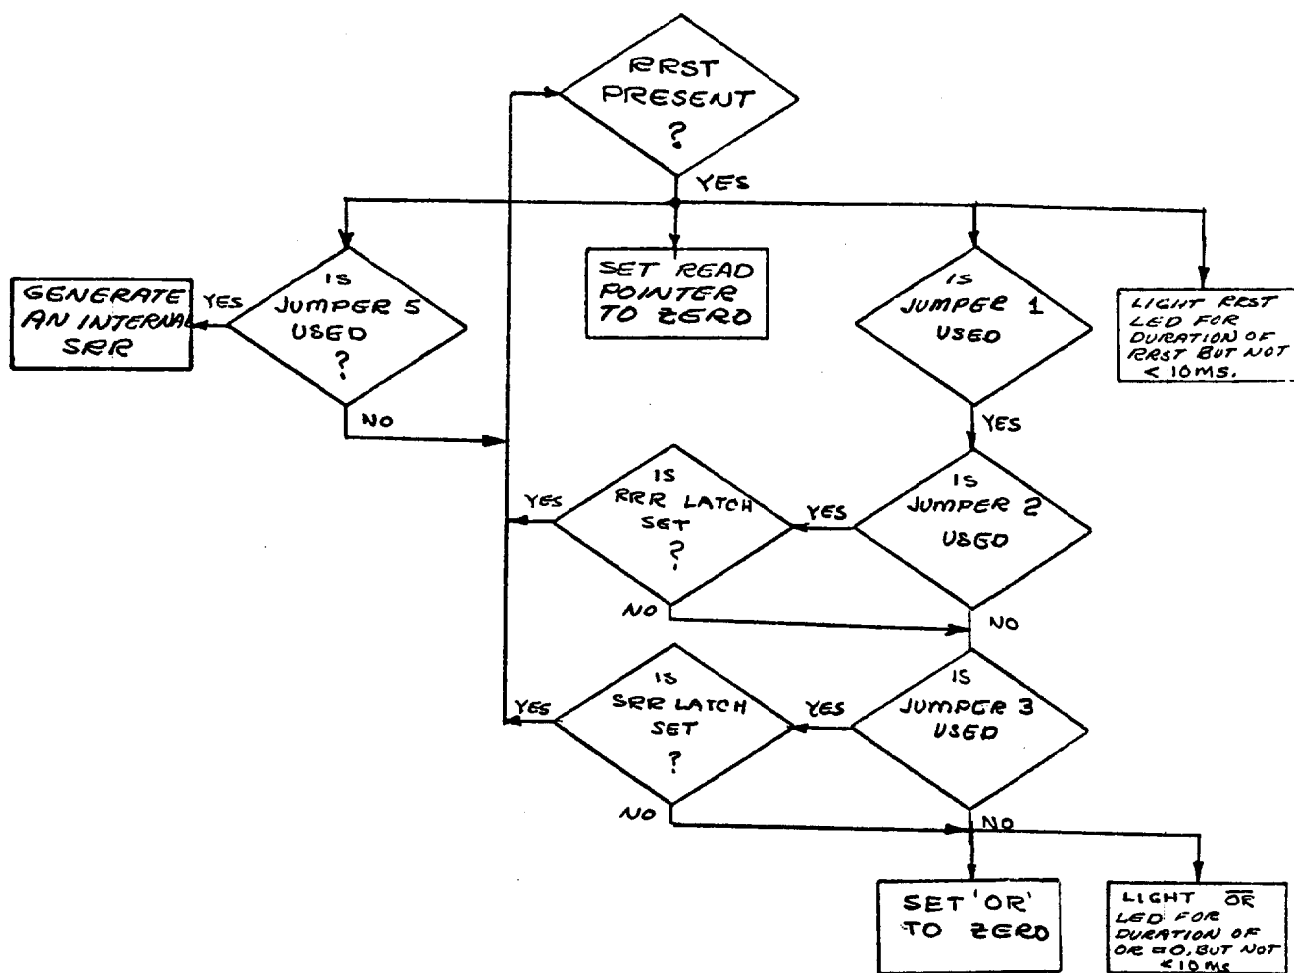 RRST
PRESENT
?
YES
IS
JUMPER 5
USED
?
YES
GENERATE
AN INTERNAL
SRR
NO
SET READ
POINTER
TO ZERO
IS
JUMPER 1
USED
YES
LIGHT RRST
LED FOR
DURATION OF
RRST BUT NOT
< 10 MS.
IS
JUMPER 2
USED
YES
NO
IS
RRR LATCH
SET
?
YES
NO
IS
JUMPER 3
USED
YES
NO
IS
SRR LATCH
SET
?
YES
NO
SET 'OR'
TO ZERO
LIGHT O̅R̅
LED FOR
DURATION OF
OR = 0, BUT NOT
< 10 MS